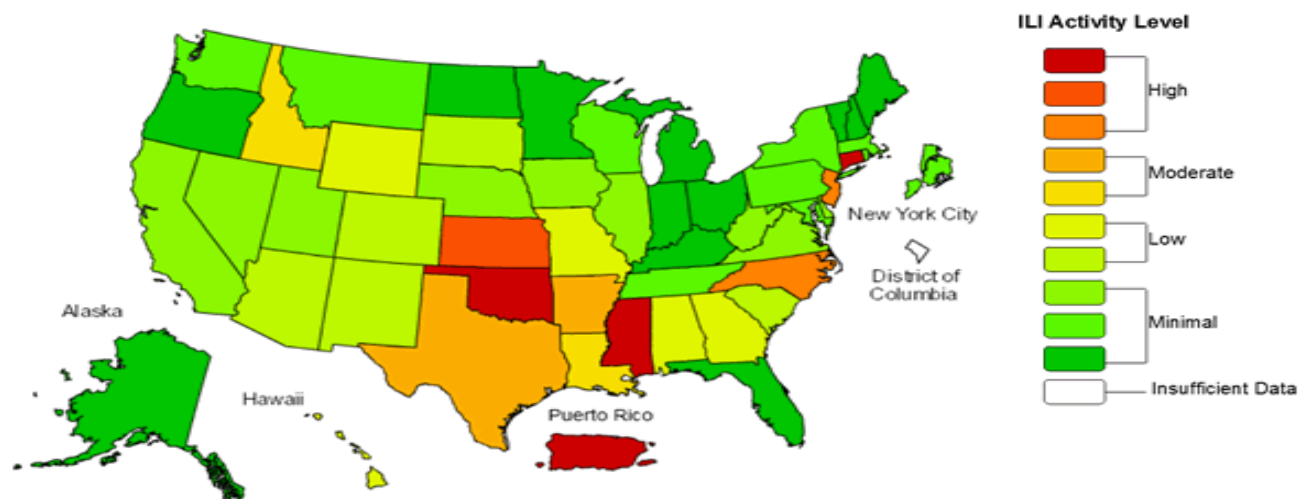 ILI Activity Level
High
Moderate
Low
Minimal
Insufficient Data
New York City
District of
Columbia
Alaska
Hawaii
Puerto Rico